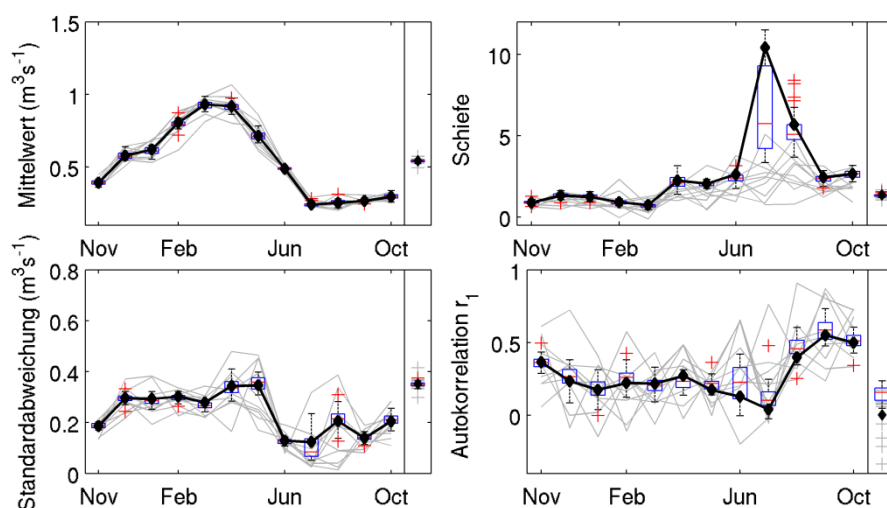 Mittelwert (m³s⁻¹)
1.5
1
0.5
Nov
Feb
Jun
Oct
Schiefe
10
5
0
Nov
Feb
Jun
Oct
Standardabweichung (m³s⁻¹)
0.8
0.6
0.4
0.2
0
Nov
Feb
Jun
Oct
Autokorrelation r₁
1
0.5
0
Nov
Feb
Jun
Oct